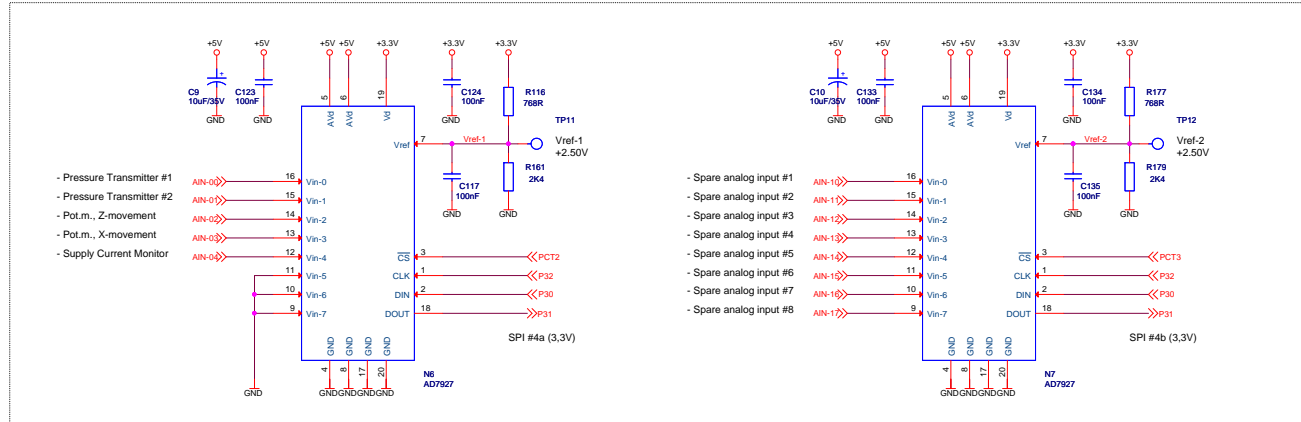 +5V +5V +5V +5V +3.3V +3.3V +3.3V
C9
10uF/35V
C123
100nF
C124
100nF
R116
768R
GND GND GND
5 6 19
AVd AVd Vd
TP11
Vref 7 Vref-1
Vref-1
+2.50V
C117
100nF
R161
2K4
GND GND
- Pressure Transmitter #1 AIN-00 16 Vin-0
- Pressure Transmitter #2 AIN-01 15 Vin-1
- Pot.m., Z-movement AIN-02 14 Vin-2
- Pot.m., X-movement AIN-03 13 Vin-3
- Supply Current Monitor AIN-04 12 Vin-4
11 Vin-5
10 Vin-6
9 Vin-7
CS 3 PCT2
CLK 1 P32
DIN 2 P30
DOUT 18 P31
SPI #4a (3,3V)
GND GND GND GND
4 8 17 20
N6
AD7927
GND GND GND GND GND
+5V +5V +5V +5V +3.3V +3.3V +3.3V
C10
10uF/35V
C133
100nF
C134
100nF
R177
768R
GND GND GND
5 6 19
AVd AVd Vd
TP12
Vref 7 Vref-2
Vref-2
+2.50V
C135
100nF
R179
2K4
GND GND
- Spare analog input #1 AIN-10 16 Vin-0
- Spare analog input #2 AIN-11 15 Vin-1
- Spare analog input #3 AIN-12 14 Vin-2
- Spare analog input #4 AIN-13 13 Vin-3
- Spare analog input #5 AIN-14 12 Vin-4
- Spare analog input #6 AIN-15 11 Vin-5
- Spare analog input #7 AIN-16 10 Vin-6
- Spare analog input #8 AIN-17 9 Vin-7
CS 3 PCT3
CLK 1 P32
DIN 2 P30
DOUT 18 P31
SPI #4b (3,3V)
GND GND GND GND
4 8 17 20
N7
AD7927
GND GND GND GND